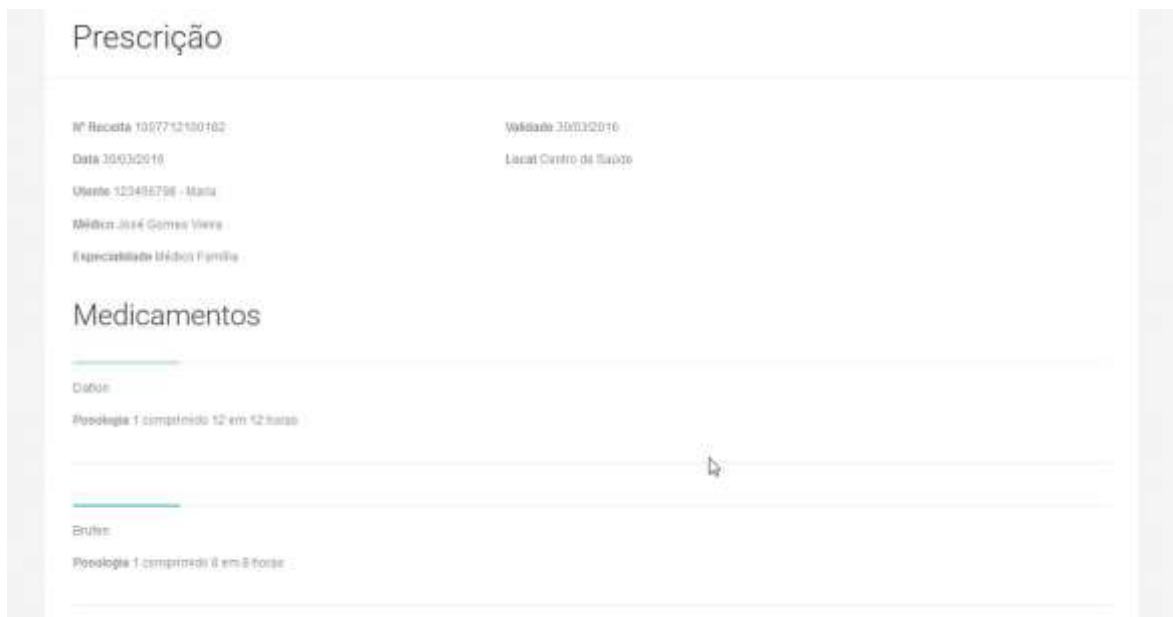 Prescrição
Nº Receita 1007712100102
Validade 30/03/2016
Data 30/03/2016
Local Centro de Saúde
Utente 123456798 - Maria
Médico José Gomes Vieira
Especialidade Médico Família
Medicamentos
Daflon
Posologia 1 comprimido 12 em 12 horas
Brufen
Posologia 1 comprimido 8 em 8 horas